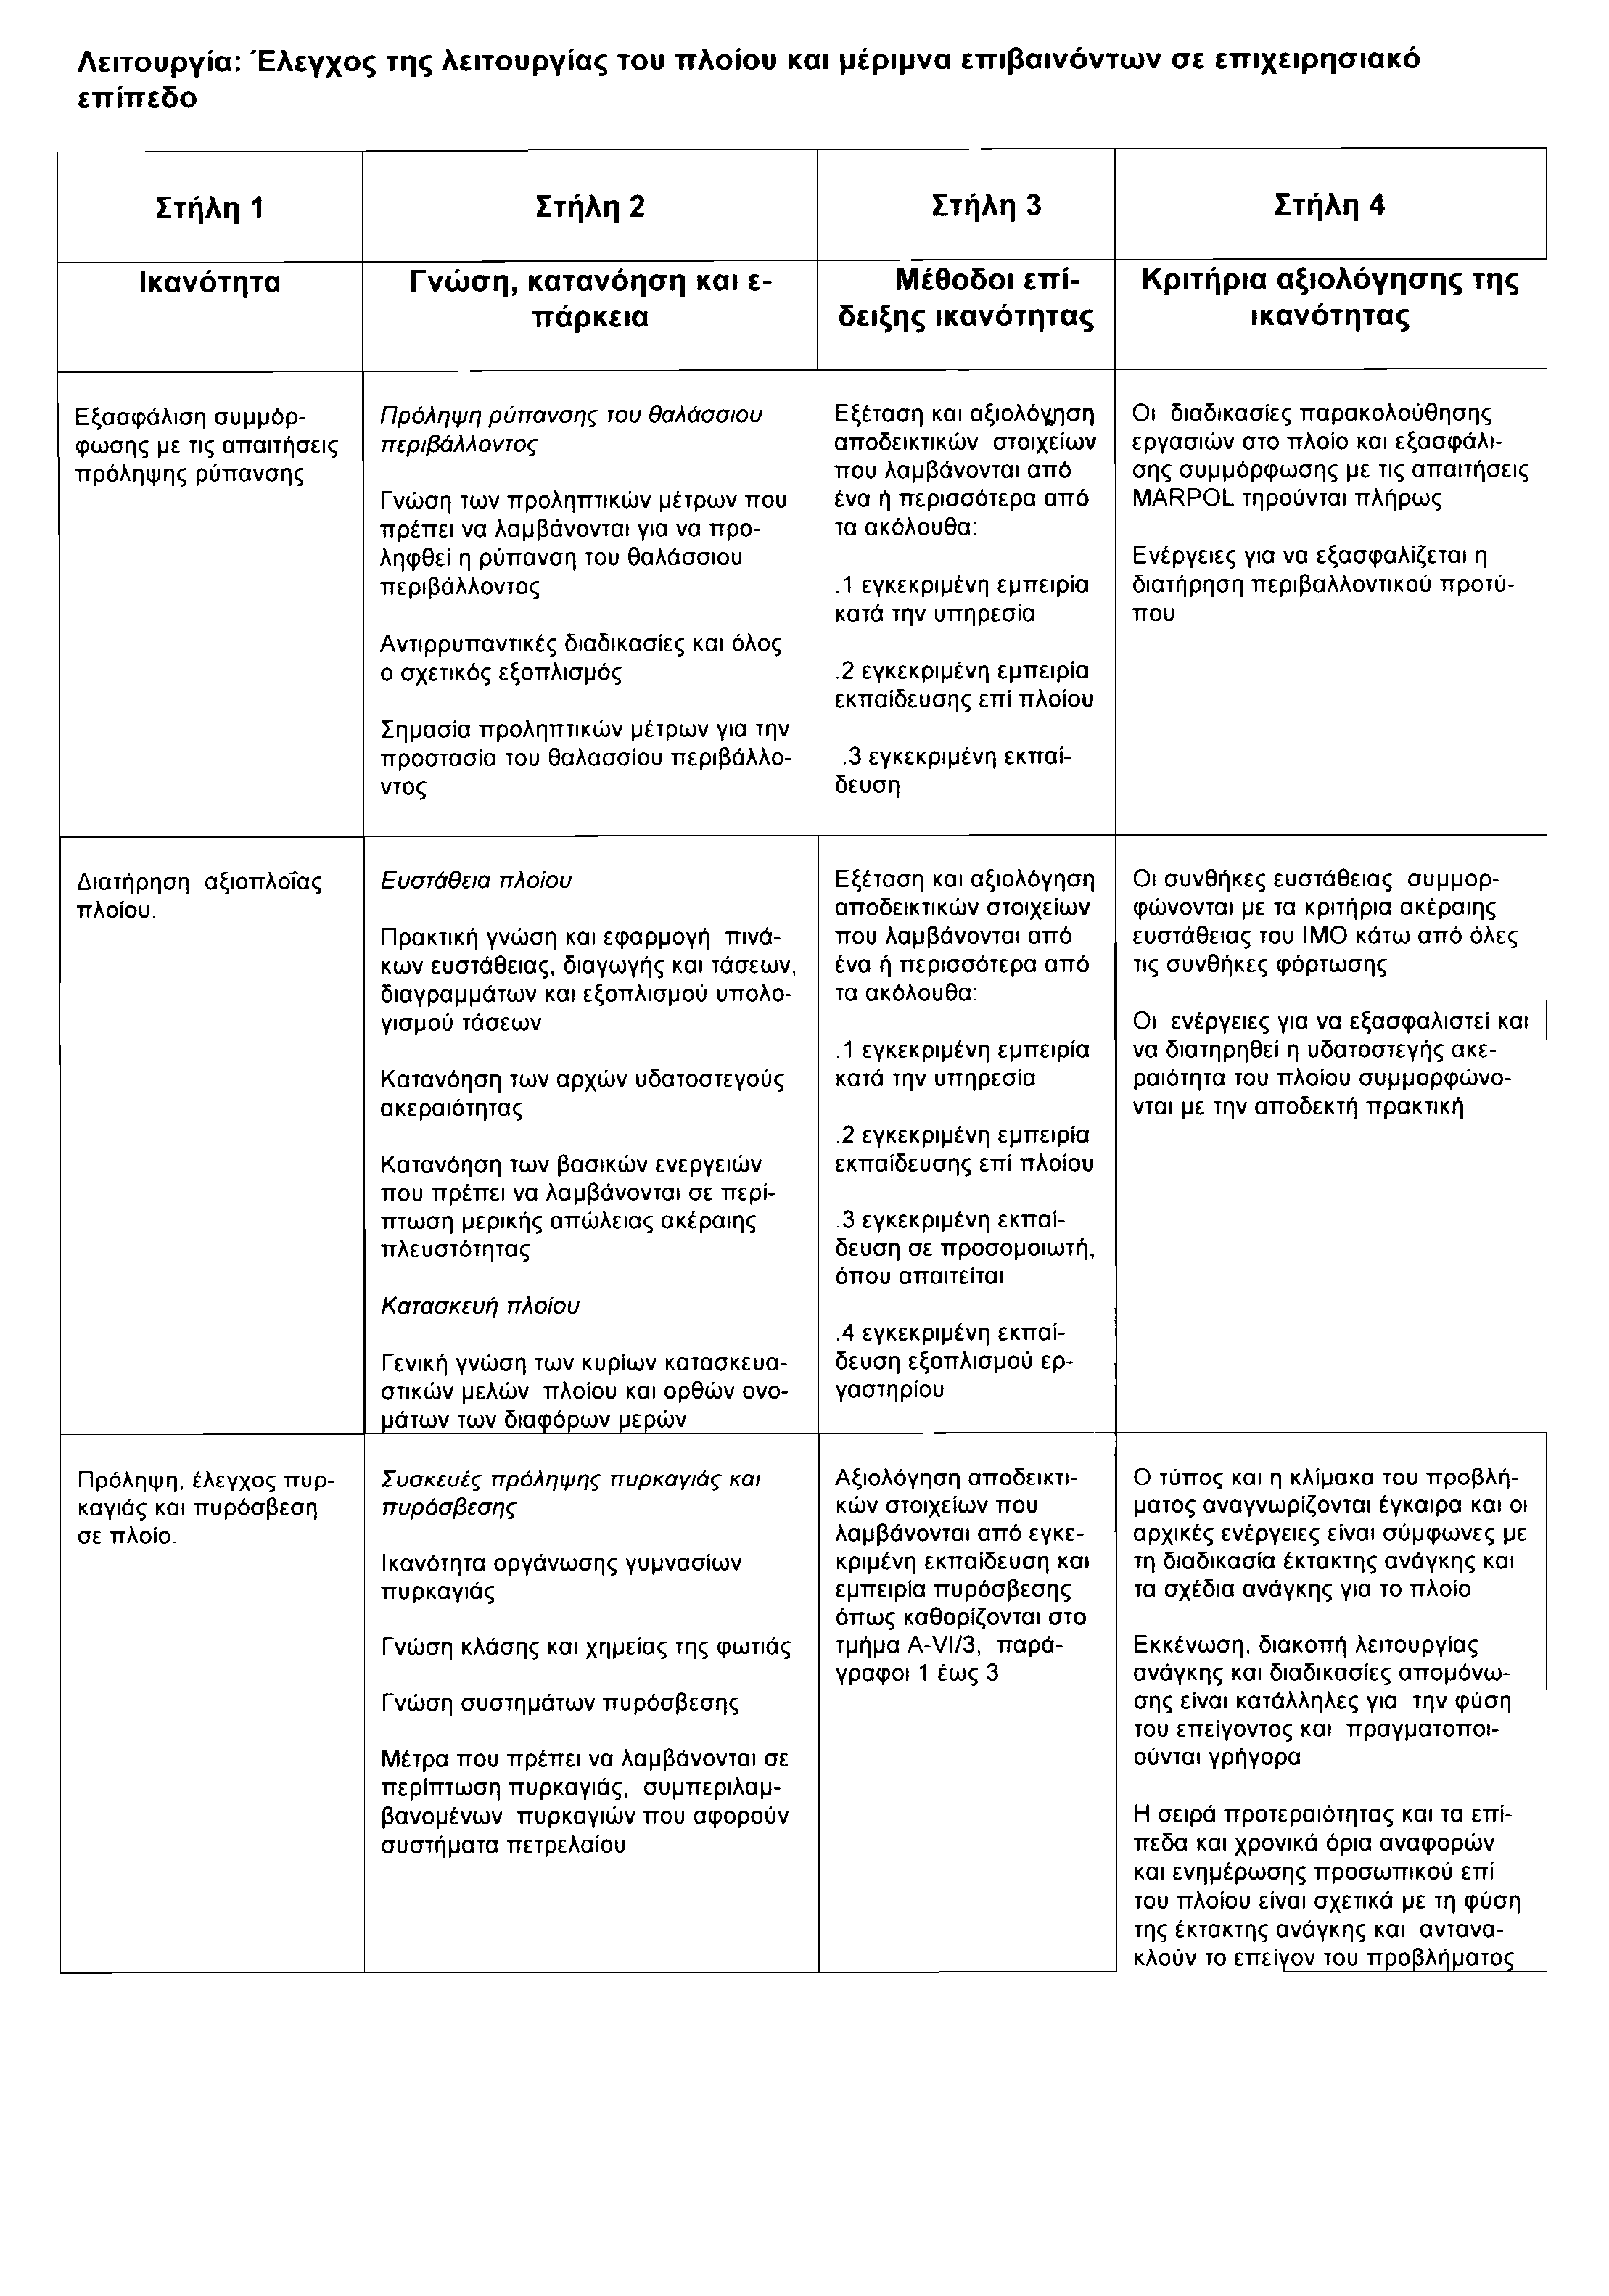 Λειτουργία: Έλεγχος της λειτουργίας του πλοίου και μέριμνα επιβαινόντων σε επιχειρησιακό
επίπεδο
Στήλη 1
Στήλη 2
Στήλη 3
Στήλη 4
Ικανότητα
Γνώση, κατανόηση και ε-
πάρκεια
Μέθοδοι επί-
δειξης ικανότητας
Κριτήρια αξιολόγησης της
ικανότητας
Εξασφάλιση συμμόρ-
φωσης με τις απαιτήσεις
πρόληψης ρύπανσης
Πρόληψη ρύπανσης του θαλάσσιου
περιβάλλοντος
Γνώση των προληπτικών μέτρων που
πρέπει να λαμβάνονται για να προ-
ληφθεί η ρύπανση του θαλάσσιου
περιβάλλοντος
Αντιρρυπαντικές διαδικασίες και όλος
ο σχετικός εξοπλισμός
Σημασία προληπτικών μέτρων για την
προστασία του θαλασσίου περιβάλλο-
ντος
Εξέταση και αξιολόγηση
αποδεικτικών στοιχείων
που λαμβάνονται από
ένα ή περισσότερα από
τα ακόλουθα:
.1 εγκεκριμένη εμπειρία
κατά την υπηρεσία
.2 εγκεκριμένη εμπειρία
εκπαίδευσης επί πλοίου
.3 εγκεκριμένη εκπαί-
δευση
Οι διαδικασίες παρακολούθησης
εργασιών στο πλοίο και εξασφάλι-
σης συμμόρφωσης με τις απαιτήσεις
MARPOL τηρούνται πλήρως
Ενέργειες για να εξασφαλίζεται η
διατήρηση περιβαλλοντικού προτύ-
που
Διατήρηση αξιοπλοΐας
πλοίου.
Ευστάθεια πλοίου
Πρακτική γνώση και εφαρμογή πινά-
κων ευστάθειας, διαγωγής και τάσεων,
διαγραμμάτων και εξοπλισμού υπολο-
γισμού τάσεων
Κατανόηση των αρχών υδατοστεγούς
ακεραιότητας
Κατανόηση των βασικών ενεργειών
που πρέπει να λαμβάνονται σε περί-
πτωση μερικής απώλειας ακέραιης
πλευστότητας
Κατασκευή πλοίου
Γενική γνώση των κυρίων κατασκευα-
στικών μελών πλοίου και ορθών ονο-
μάτων των διαφόρων μερών
Εξέταση και αξιολόγηση
αποδεικτικών στοιχείων
που λαμβάνονται από
ένα ή περισσότερα από
τα ακόλουθα:
.1 εγκεκριμένη εμπειρία
κατά την υπηρεσία
.2 εγκεκριμένη εμπειρία
εκπαίδευσης επί πλοίου
.3 εγκεκριμένη εκπαί-
δευση σε προσομοιωτή,
όπου απαιτείται
.4 εγκεκριμένη εκπαί-
δευση εξοπλισμού ερ-
γαστηρίου
Οι συνθήκες ευστάθειας συμμορ-
φώνονται με τα κριτήρια ακέραιης
ευστάθειας του ΙΜΟ κάτω από όλες
τις συνθήκες φόρτωσης
Οι ενέργειες για να εξασφαλιστεί και
να διατηρηθεί η υδατοστεγής ακε-
ραιότητα του πλοίου συμμορφώνο-
νται με την αποδεκτή πρακτική
Πρόληψη, έλεγχος πυρ-
καγιάς και πυρόσβεση
σε πλοίο.
Συσκευές πρόληψης πυρκαγιάς και
πυρόσβεσης
Ικανότητα οργάνωσης γυμνασίων
πυρκαγιάς
Γνώση κλάσης και χημείας της φωτιάς
Γνώση συστημάτων πυρόσβεσης
Μέτρα που πρέπει να λαμβάνονται σε
περίπτωση πυρκαγιάς, συμπεριλαμ-
βανομένων πυρκαγιών που αφορούν
συστήματα πετρελαίου
Αξιολόγηση αποδεικτι-
κών στοιχείων που
λαμβάνονται από εγκε-
κριμένη εκπαίδευση και
εμπειρία πυρόσβεσης
όπως καθορίζονται στο
τμήμα A-VI/3, παρά-
γραφοι 1 έως 3
Ο τύπος και η κλίμακα του προβλή-
ματος αναγνωρίζονται έγκαιρα και οι
αρχικές ενέργειες είναι σύμφωνες με
τη διαδικασία έκτακτης ανάγκης και
τα σχέδια ανάγκης για το πλοίο
Εκκένωση, διακοπή λειτουργίας
ανάγκης και διαδικασίες απομόνω-
σης είναι κατάλληλες για την φύση
του επείγοντος και πραγματοποι-
ούνται γρήγορα
Η σειρά προτεραιότητας και τα επί-
πεδα και χρονικά όρια αναφορών
και ενημέρωσης προσωπικού επί
του πλοίου είναι σχετικά με τη φύση
της έκτακτης ανάγκης και αντανα-
κλούν το επείγον του προβλήματος